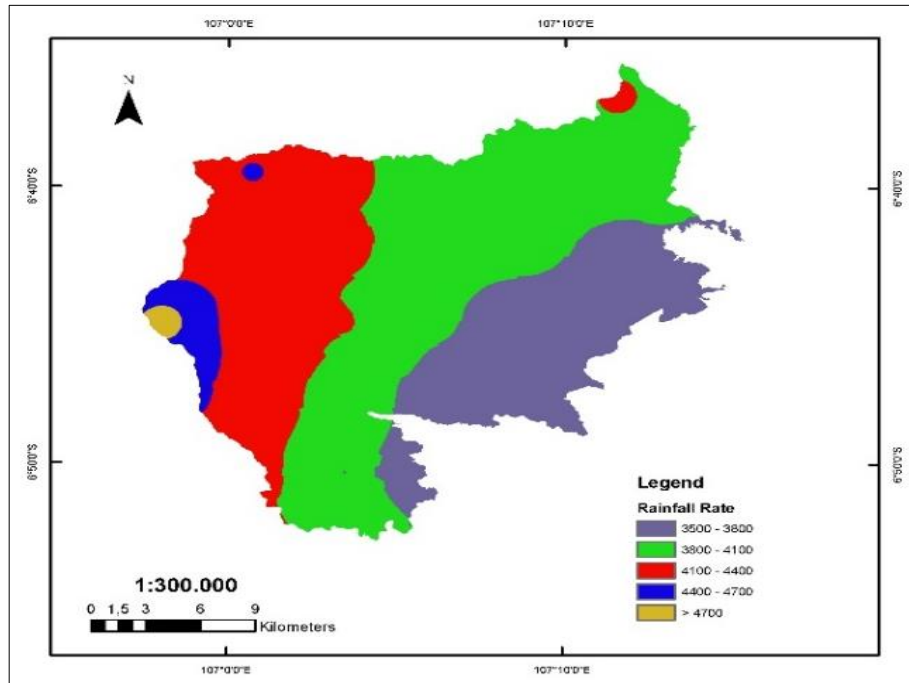 107°0'0"E 107°10'0"E
N
6°40'0"S 6°40'0"S
6°50'0"S 6°50'0"S
Legend
Rainfall Rate
3500 - 3800
3800 - 4100
4100 - 4400
4400 - 4700
> 4700
1:300.000
0 1,5 3 6 9
Kilometers
107°0'0"E 107°10'0"E